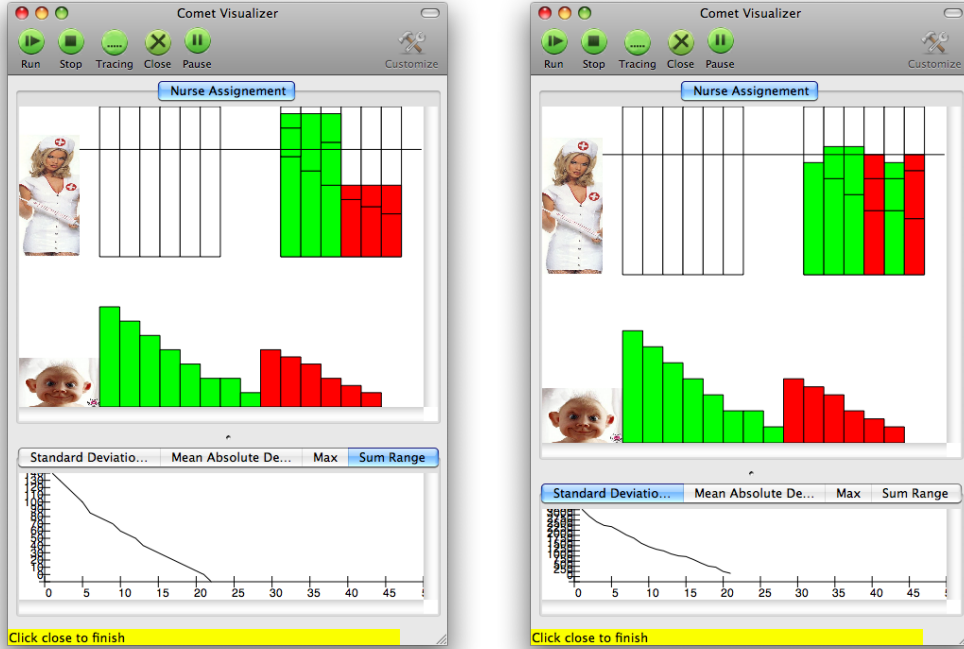 Comet Visualizer
Run Stop Tracing Close Pause Customize
Nurse Assignement
Standard Deviatio... Mean Absolute De... Max Sum Range
0 5 10 15 20 25 30 35 40 45
Click close to finish
Comet Visualizer
Run Stop Tracing Close Pause Customize
Nurse Assignement
Standard Deviatio... Mean Absolute De... Max Sum Range
0 5 10 15 20 25 30 35 40 45
Click close to finish